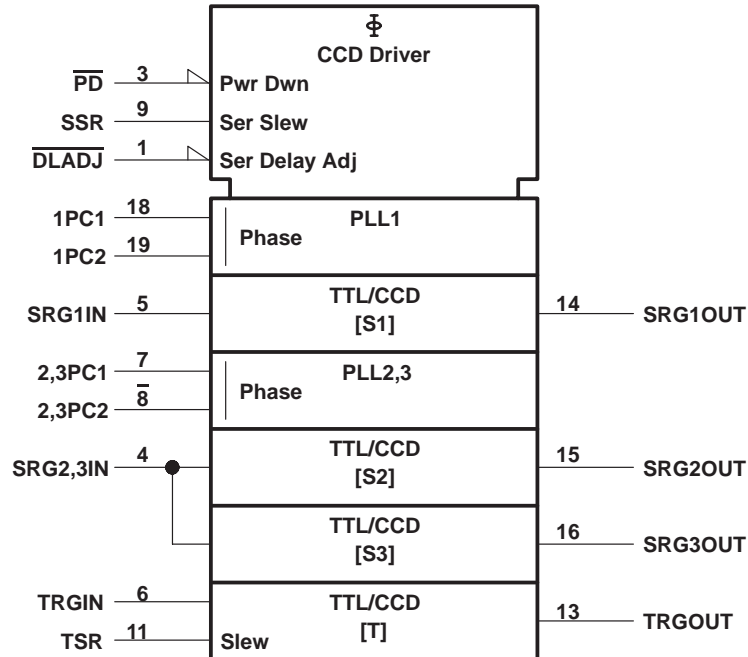 Φ
CCD Driver
P̅D̅ 3 Pwr Dwn
SSR 9 Ser Slew
D̅L̅A̅D̅J̅ 1 Ser Delay Adj
1PC1 18 PLL1
Phase
1PC2 19
SRG1IN 5 TTL/CCD 14 SRG1OUT
[S1]
2,3PC1 7 PLL2,3
Phase
2,3PC2 8̅
SRG2,3IN 4 TTL/CCD 15 SRG2OUT
[S2]
TTL/CCD 16 SRG3OUT
[S3]
TRGIN 6 TTL/CCD 13 TRGOUT
[T]
TSR 11 Slew